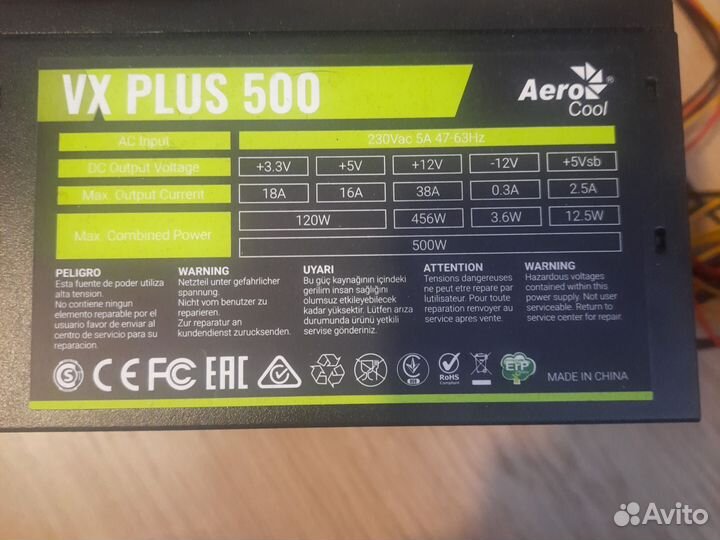 VX PLUS 500
AeroCool
AC Input 230Vac 5A 47-63Hz
DC Output Voltage +3.3V +5V +12V -12V +5Vsb
Max. Output Current 18A 16A 38A 0.3A 2.5A
Max. Combined Power 120W 456W 3.6W 12.5W
500W
PELIGRO
Esta fuente de poder utiliza
alta tension.
No contiene ningun
elemento reparable por el
usuario favor de enviar al
centro de servicio para su
reparacion.
WARNING
Netzteil unter gefahrlicher
spannung.
Nicht vom benutzer zu
reparieren.
Zur reparatur an
kundendienst zurucksenden.
UYARI
Bu güç kaynağının içindeki
gerilim insan sağlığını
olumsuz etkileyebilecek
kadar yüksektir. Lütfen arıza
durumunda ürünü yetkili
servise gönderiniz.
ATTENTION
Tensions dangereuses
ne peut etre repare par
lutilisateur. Pour toute
reparation renvoyer au
service apres vente.
WARNING
Hazardous voltages
contained within this
power supply. Not user
serviceable. Return to
service center for repair.
S CE FC EAC RoHS
Compliant ErP MADE IN CHINA
Avito